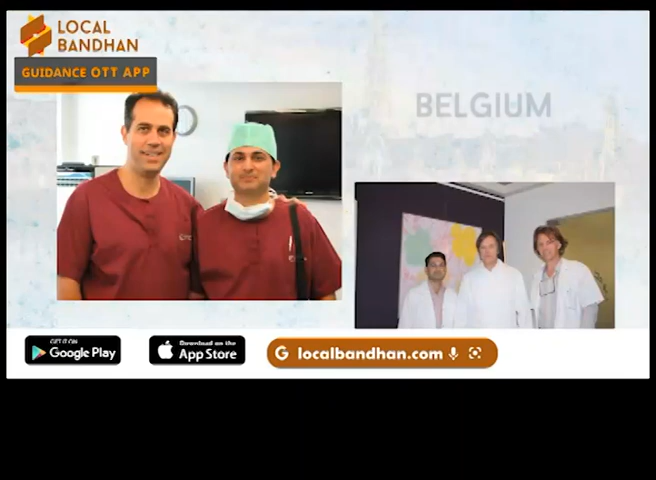 LOCAL
BANDHAN
GUIDANCE OTT APP
BELGIUM
GET IT ON
Google Play
Download on the
App Store
G localbandhan.com